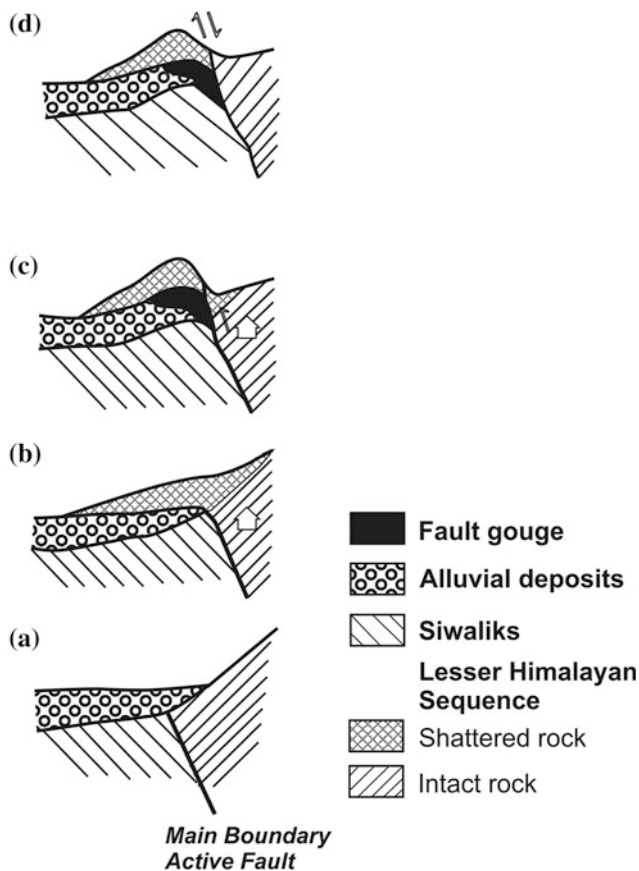 (d)
(c)
(b)
(a)
Fault gouge
Alluvial deposits
Siwaliks
Lesser Himalayan
Sequence
Shattered rock
Intact rock
Main Boundary
Active Fault